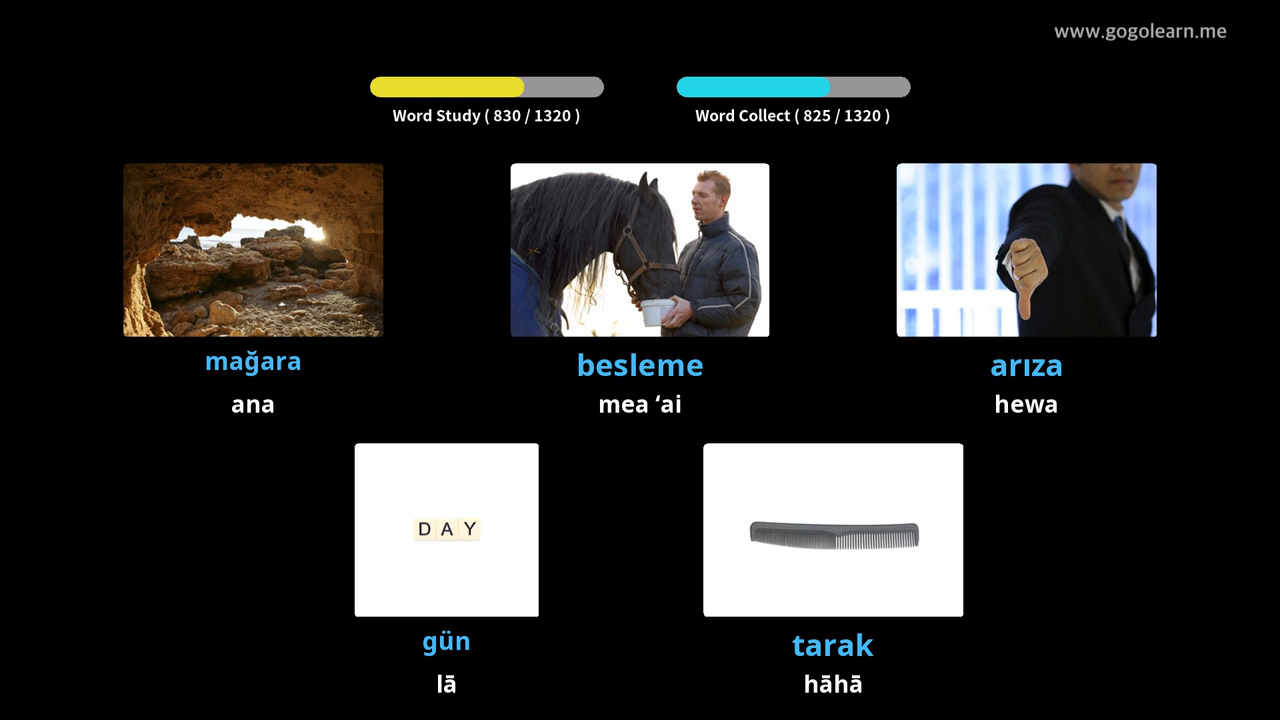 www.gogolearn.me
Word Study ( 830 / 1320 )
Word Collect ( 825 / 1320 )
mağara
ana
besleme
mea ʻai
arıza
hewa
DAY
gün
lā
tarak
hāhā